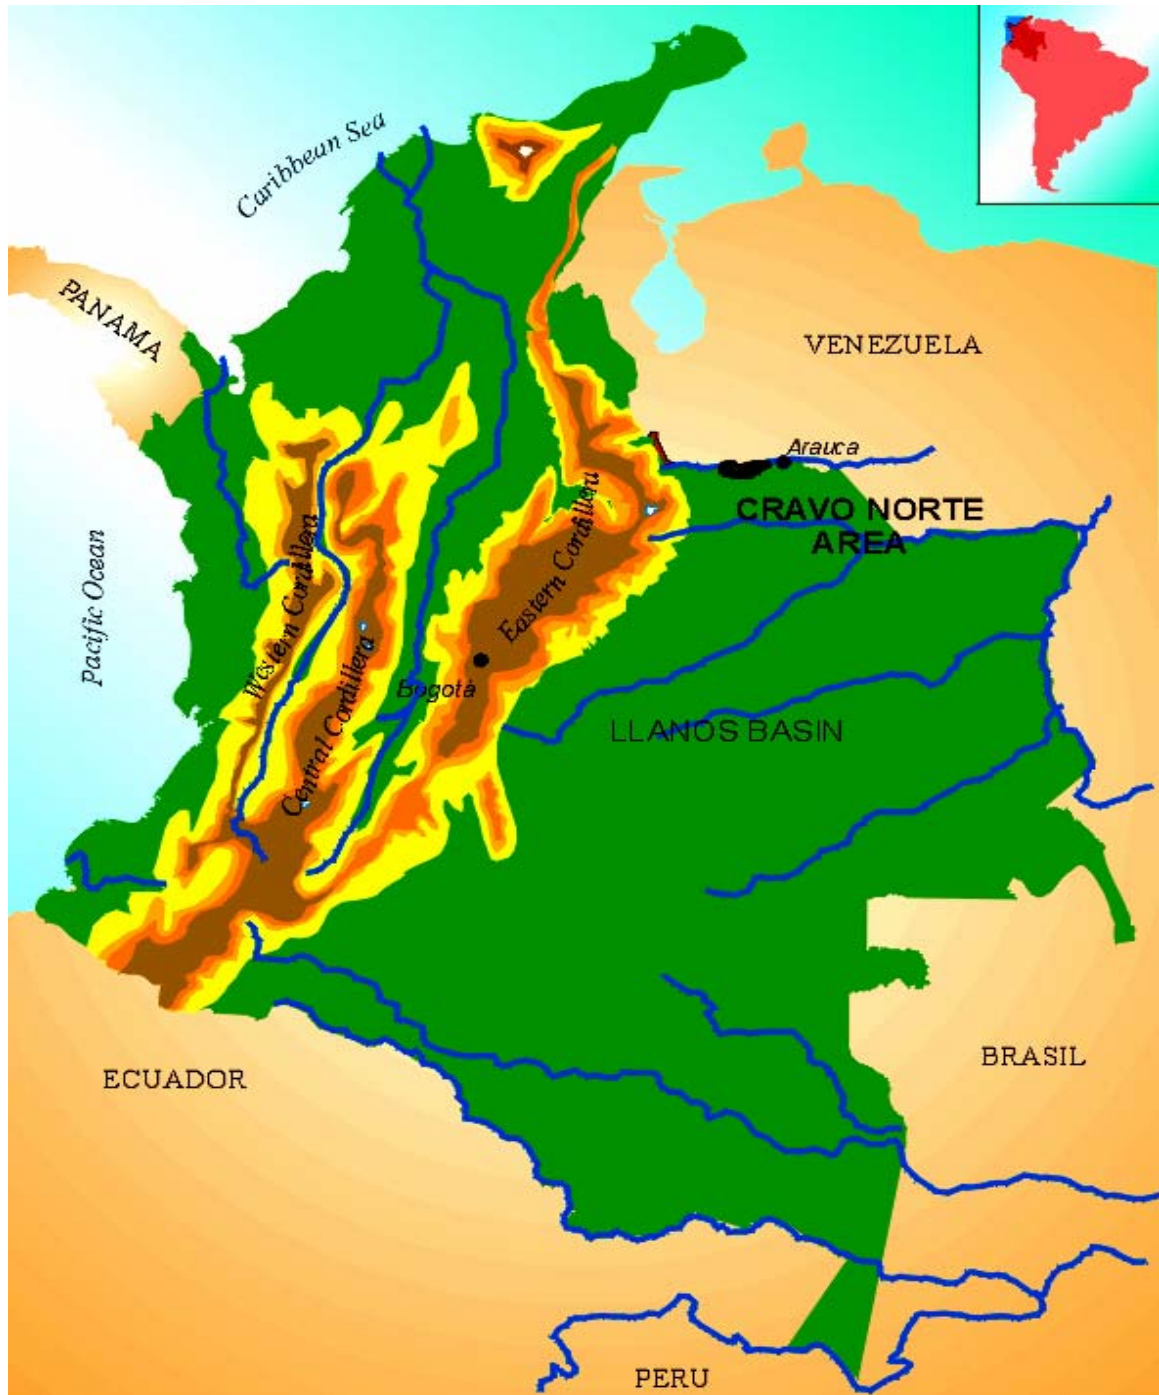 Caribbean Sea
PANAMA
VENEZUELA
Arauca
CRAVO NORTE
AREA
Pacific Ocean
Western Cordillera
Central Cordillera
Eastern Cordillera
Bogotá
LLANOS BASIN
ECUADOR
BRASIL
PERU